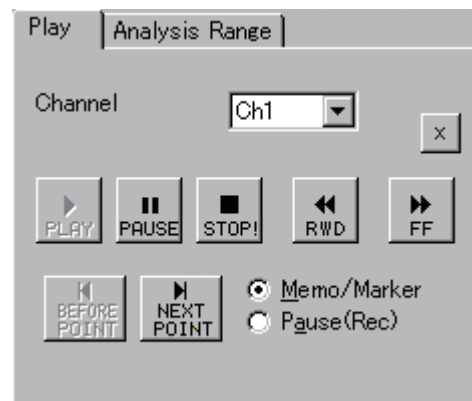 Play Analysis Range
Channel Ch1
x
PLAY PAUSE STOP! RWD FF
BEFORE POINT
NEXT POINT
Memo/Marker
Pause(Rec)